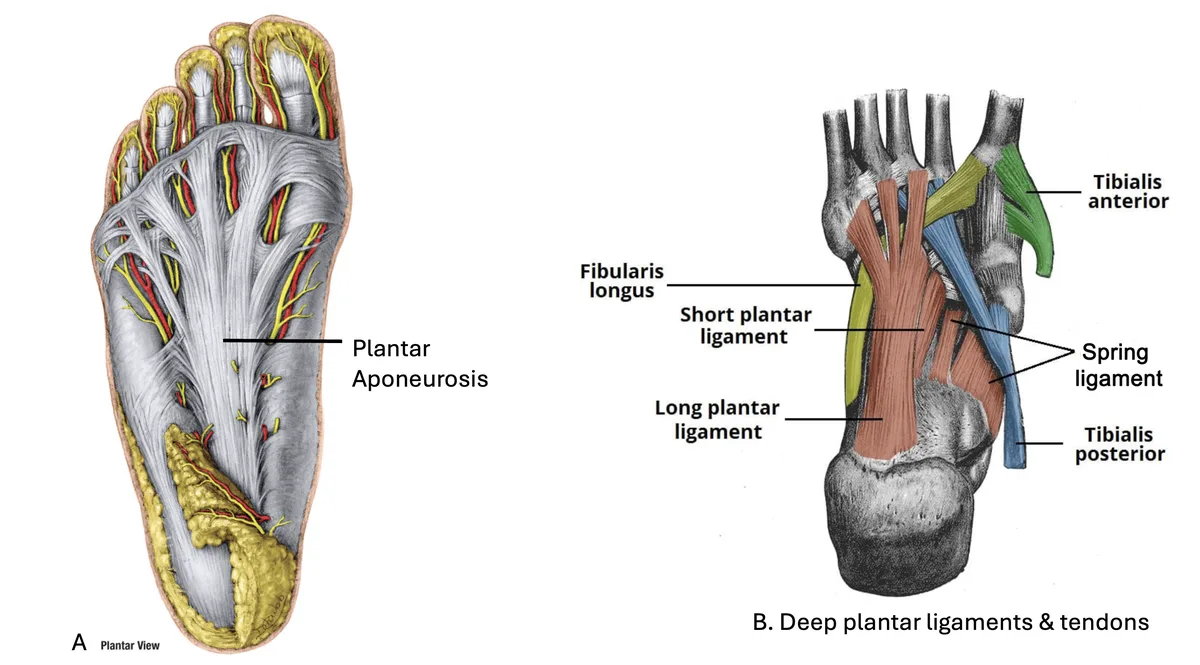 Plantar
Aponeurosis
A Plantar View
Tibialis
anterior
Fibularis
longus
Short plantar
ligament
Spring
ligament
Long plantar
ligament
Tibialis
posterior
B. Deep plantar ligaments & tendons